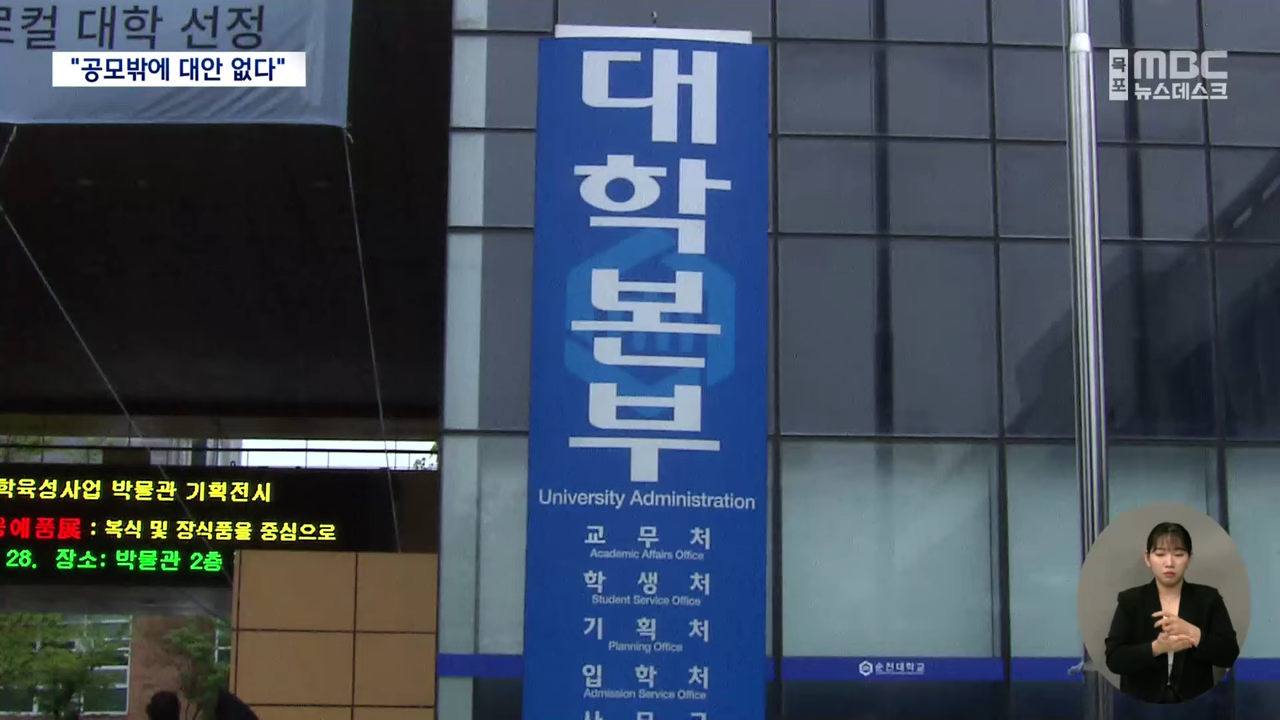 로컬 대학 선정
"공모밖에 대안 없다"
목포 MBC
뉴스데스크
대학본부
University Administration
교무처
Academic Affairs Office
학생처
Student Service Office
기획처
Planning Office
입학처
Admission Service Office
학육성사업 박물관 기획전시
공예품展 : 복식 및 장식품을 중심으로
28. 장소: 박물관 2층
순천대학교